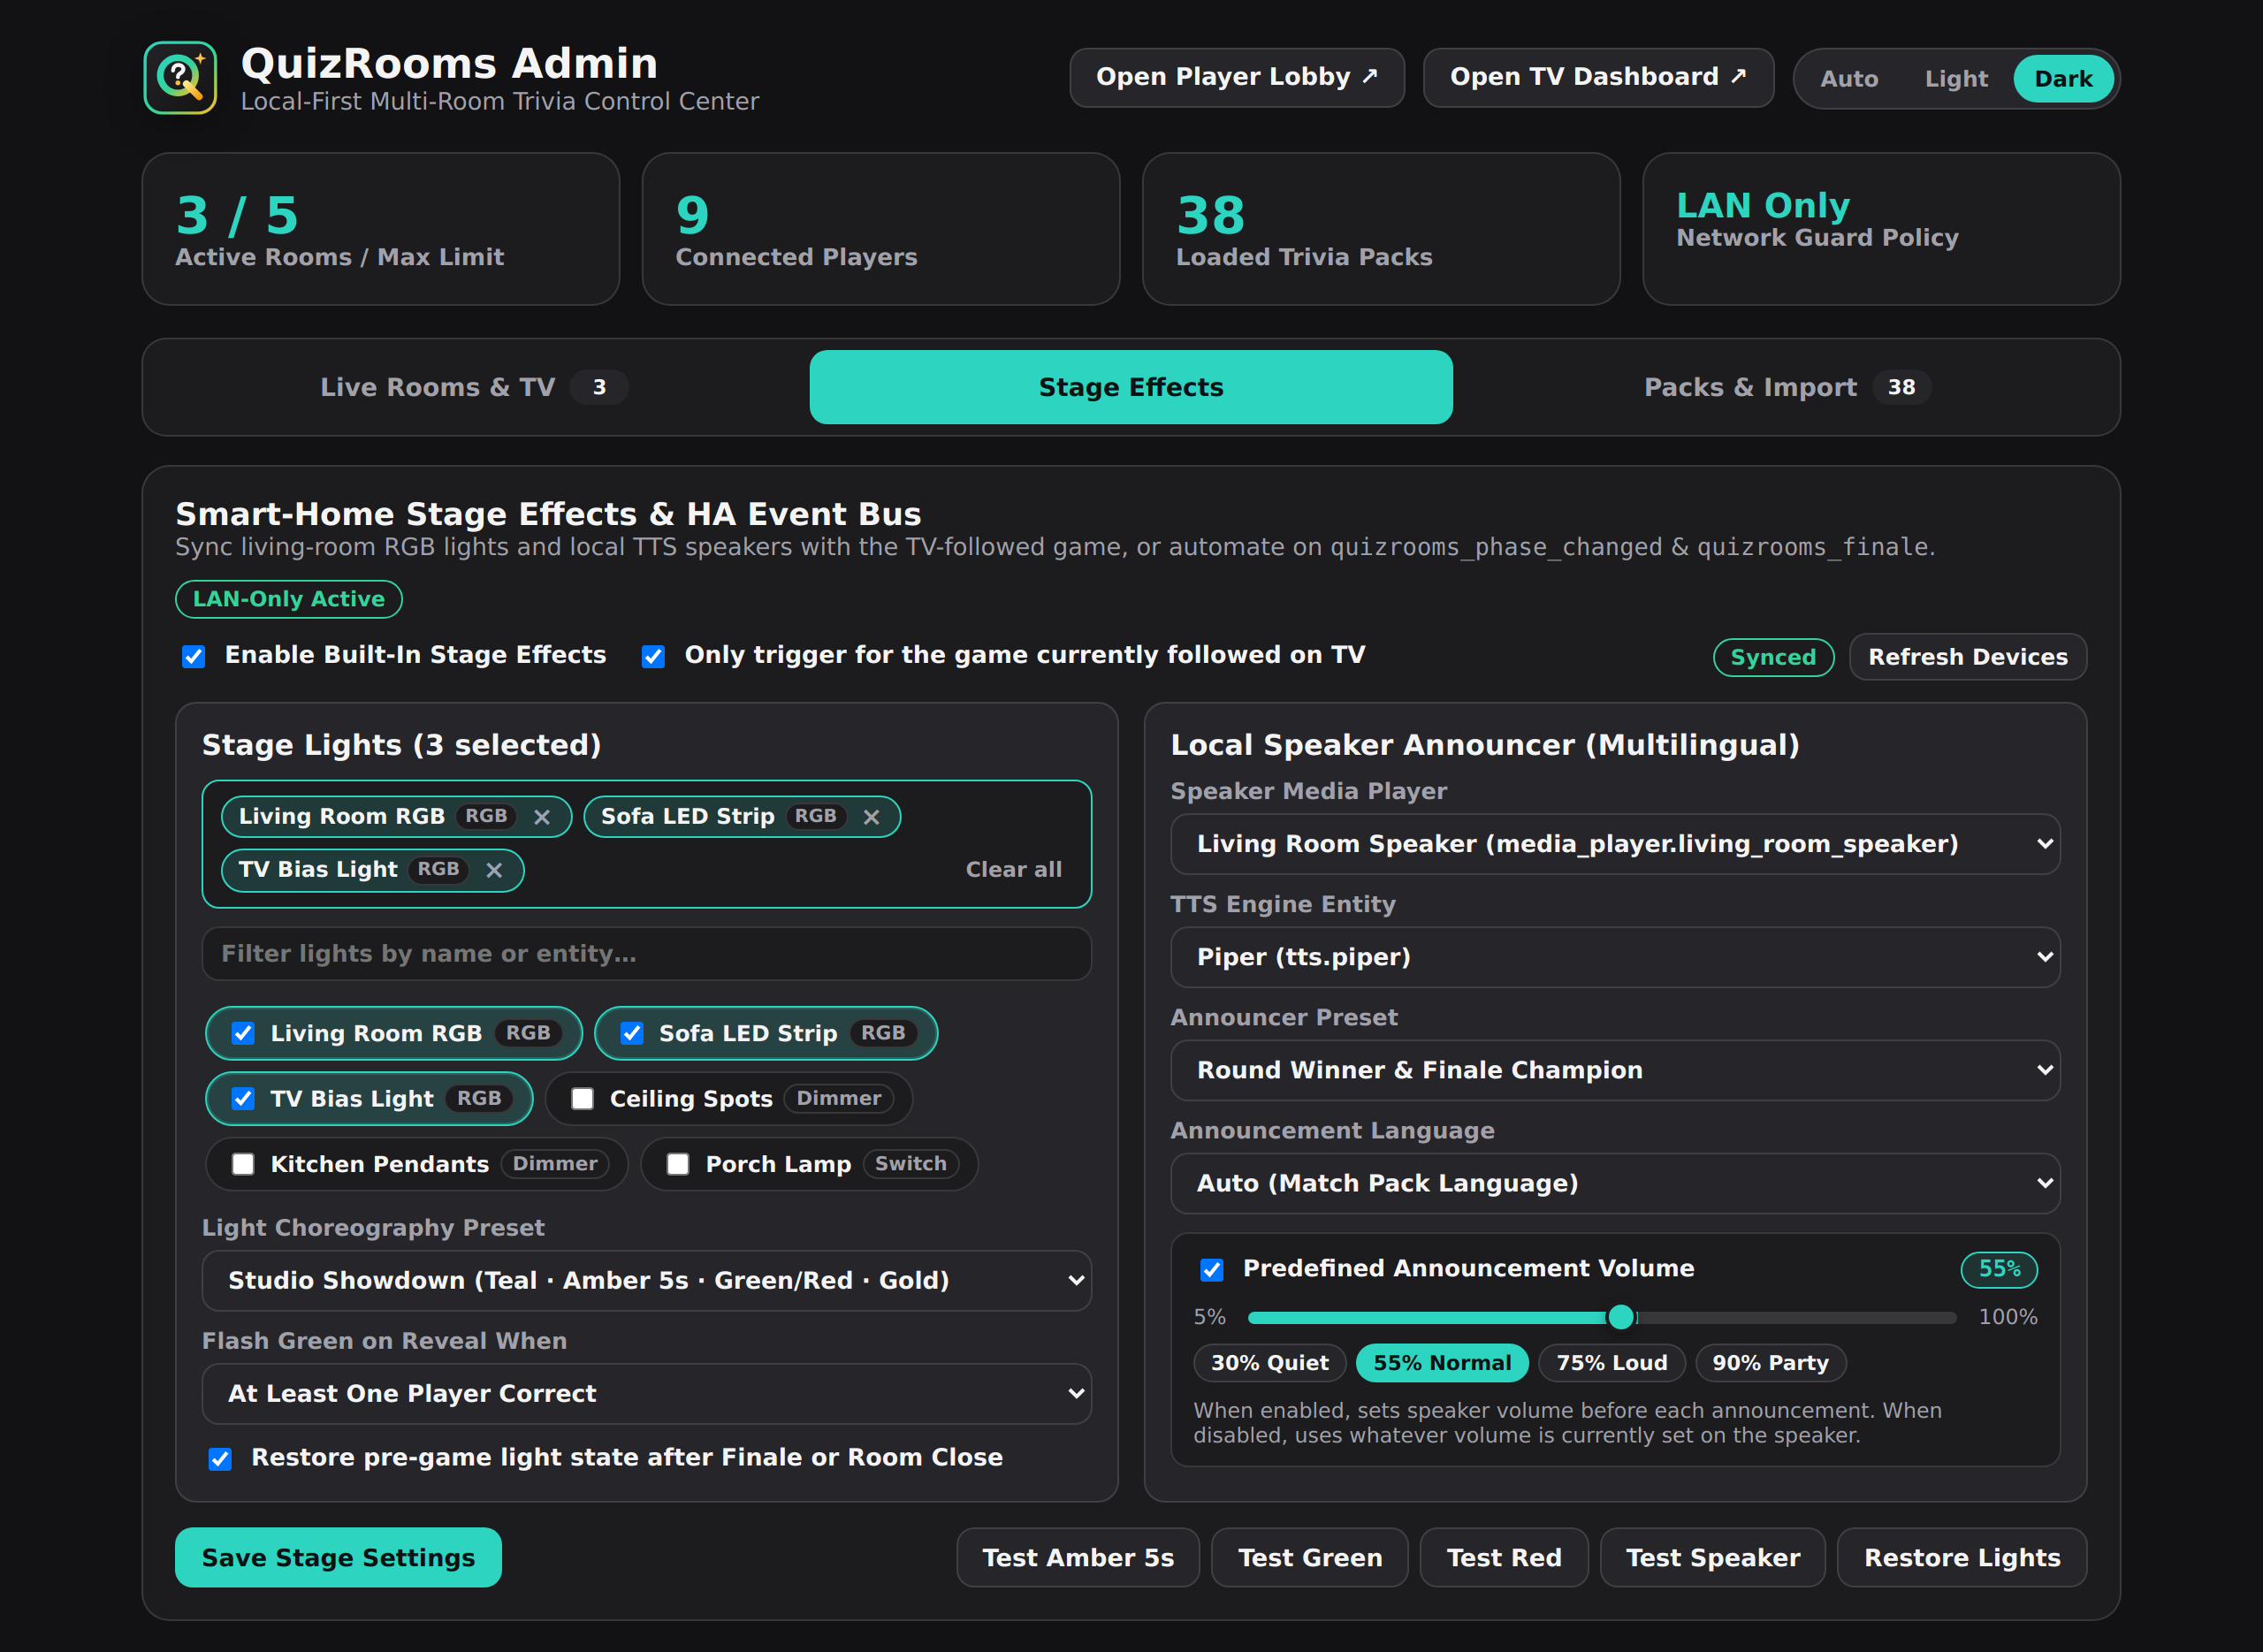 QuizRooms Admin
Local-First Multi-Room Trivia Control Center
Open Player Lobby ↗
Open TV Dashboard ↗
Auto
Light
Dark
3 / 5
Active Rooms / Max Limit
9
Connected Players
38
Loaded Trivia Packs
LAN Only
Network Guard Policy
Live Rooms & TV 3
Stage Effects
Packs & Import 38
Smart-Home Stage Effects & HA Event Bus
Sync living-room RGB lights and local TTS speakers with the TV-followed game, or automate on quizrooms_phase_changed & quizrooms_finale.
LAN-Only Active
Enable Built-In Stage Effects
Only trigger for the game currently followed on TV
Synced
Refresh Devices
Stage Lights (3 selected)
Living Room RGB RGB ×
Sofa LED Strip RGB ×
TV Bias Light RGB ×
Clear all
Filter lights by name or entity…
Living Room RGB RGB
Sofa LED Strip RGB
TV Bias Light RGB
Ceiling Spots Dimmer
Kitchen Pendants Dimmer
Porch Lamp Switch
Light Choreography Preset
Studio Showdown (Teal · Amber 5s · Green/Red · Gold)
Flash Green on Reveal When
At Least One Player Correct
Restore pre-game light state after Finale or Room Close
Local Speaker Announcer (Multilingual)
Speaker Media Player
Living Room Speaker (media_player.living_room_speaker)
TTS Engine Entity
Piper (tts.piper)
Announcer Preset
Round Winner & Finale Champion
Announcement Language
Auto (Match Pack Language)
Predefined Announcement Volume
55%
5%
100%
30% Quiet
55% Normal
75% Loud
90% Party
When enabled, sets speaker volume before each announcement. When
disabled, uses whatever volume is currently set on the speaker.
Save Stage Settings
Test Amber 5s
Test Green
Test Red
Test Speaker
Restore Lights